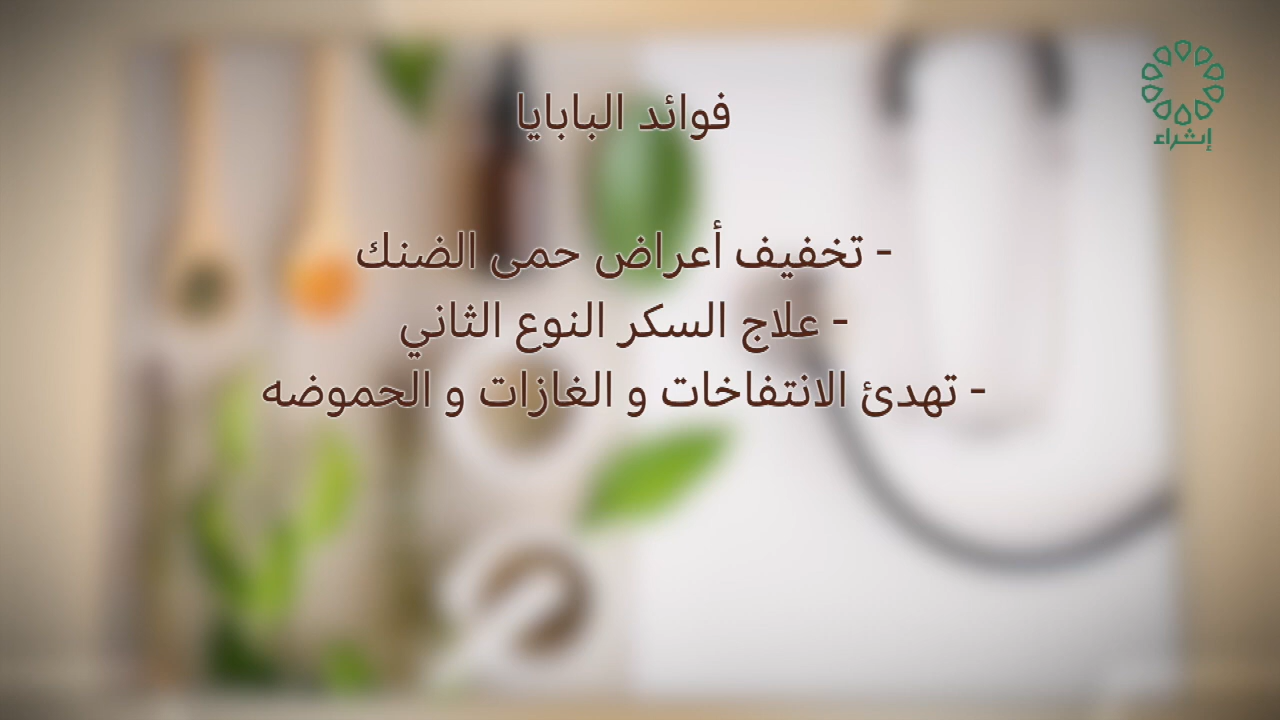 إثراء
فوائد البابايا
- تخفيف أعراض حمى الضنك
- علاج السكر النوع الثاني
- تهدئ الانتفاخات و الغازات و الحموضه